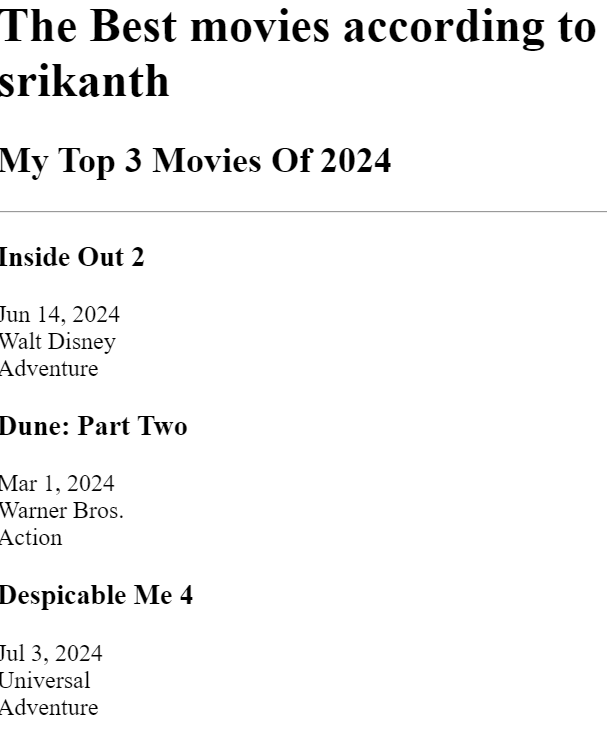 The Best movies according to
srikanth
My Top 3 Movies Of 2024
Inside Out 2
Jun 14, 2024
Walt Disney
Adventure
Dune: Part Two
Mar 1, 2024
Warner Bros.
Action
Despicable Me 4
Jul 3, 2024
Universal
Adventure